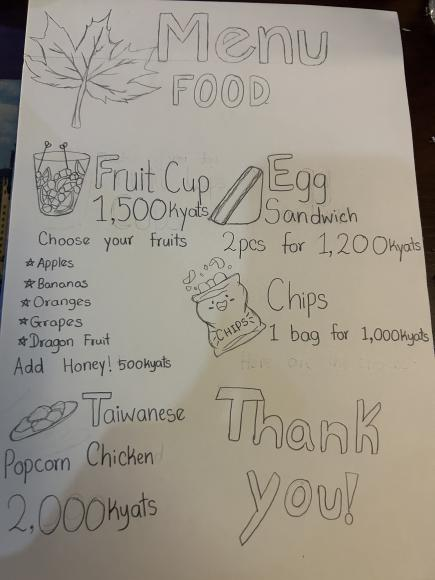 Menu
FOOD
Fruit Cup
1,500Kyats
Choose your fruits
☆Apples
☆Bananas
☆Oranges
☆Grapes
☆Dragon Fruit
Add Honey! 500Kyats
Egg
Sandwich
2pcs for 1,200Kyats
CHIPS
Chips
1 bag for 1,000Kyats
Taiwanese
Popcorn Chicken
2,000Kyats
Thank
you!